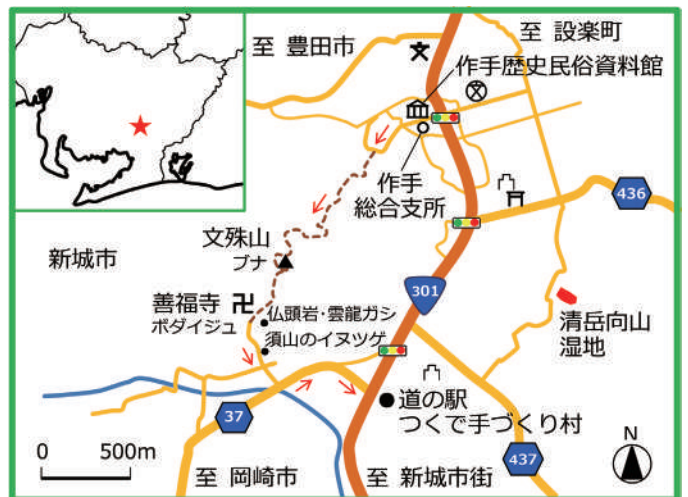 至 豊田市
至 設楽町
作手歴史民俗資料館
作手
総合支所
436
文殊山
ブナ
新城市
301
善福寺
ボダイジュ
仏頭岩・雲龍ガシ
須山のイヌツゲ
清岳向山
湿地
道の駅
つくで手づくり村
37
437
0 500m
至 岡崎市
至 新城市街
N